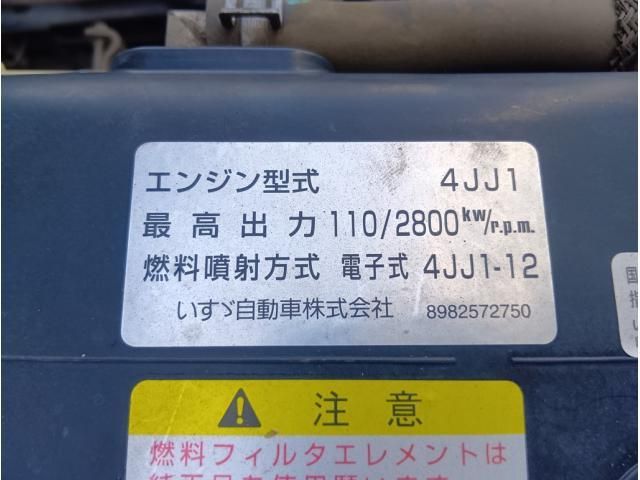 エンジン型式 4JJ1
最高出力 110/2800 kW/r.p.m.
燃料噴射方式 電子式 4JJ1-12
いすゞ自動車株式会社 8982572750
国
指
⚠ 注意
燃料フィルタエレメントは